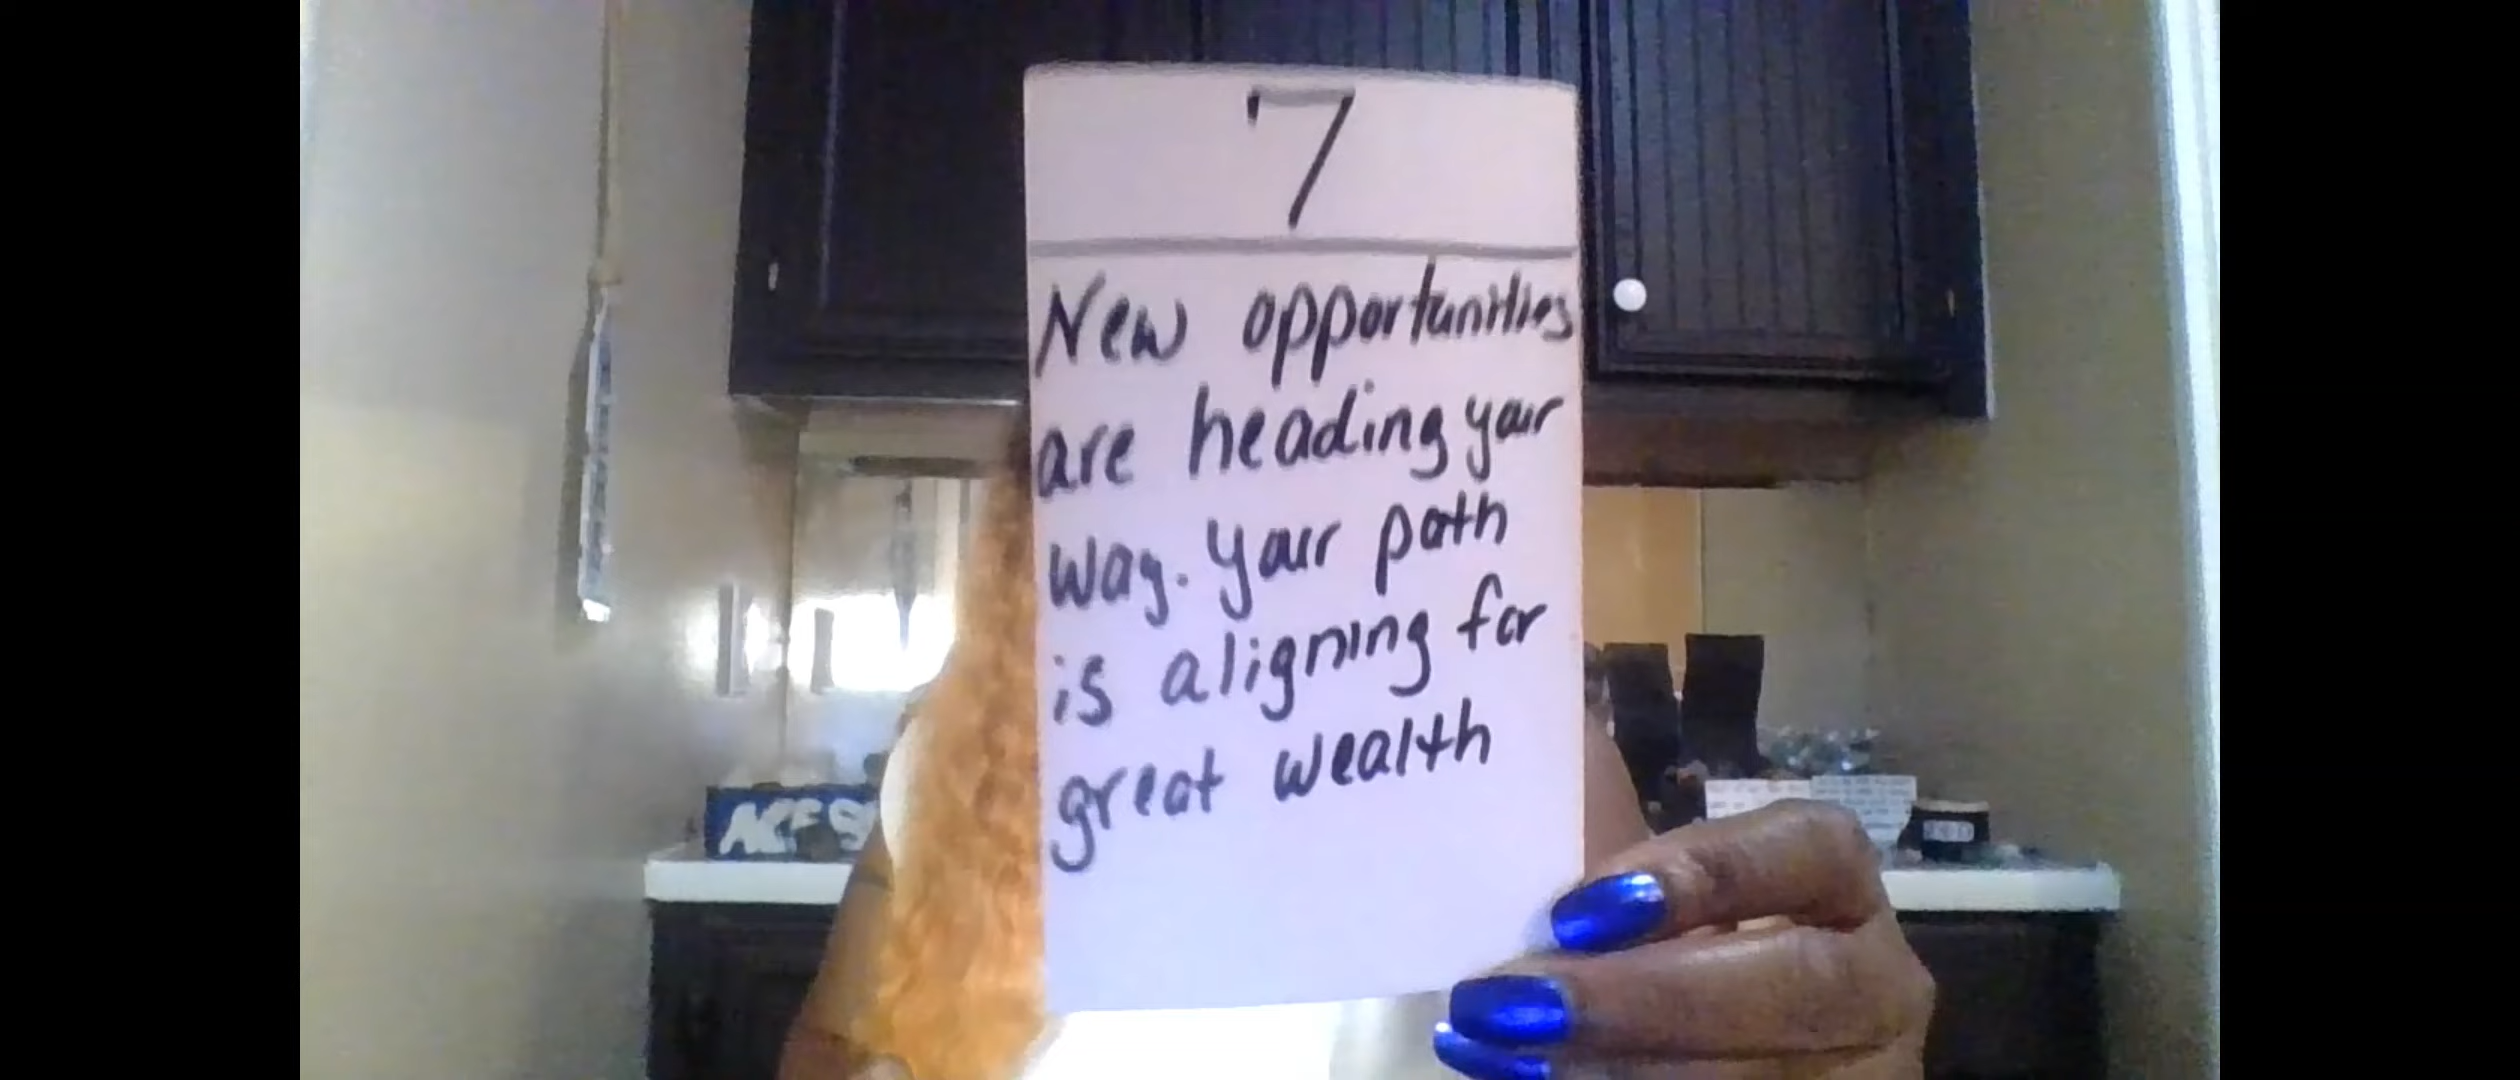 7
New opportunities
are heading your
way. Your path
is aligning for
great wealth